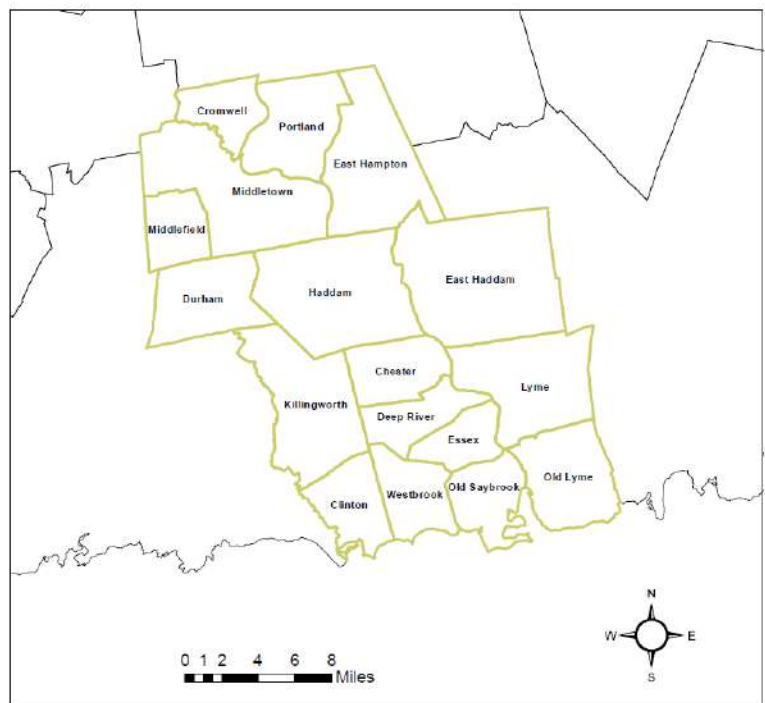 Cromwell
Portland
East Hampton
Middletown
Middlefield
Durham
Haddam
East Haddam
Chester
Lyme
Killingworth
Deep River
Essex
Old Lyme
Old Saybrook
Westbrook
Clinton
N
W E
S
0 1 2 4 6 8
Miles